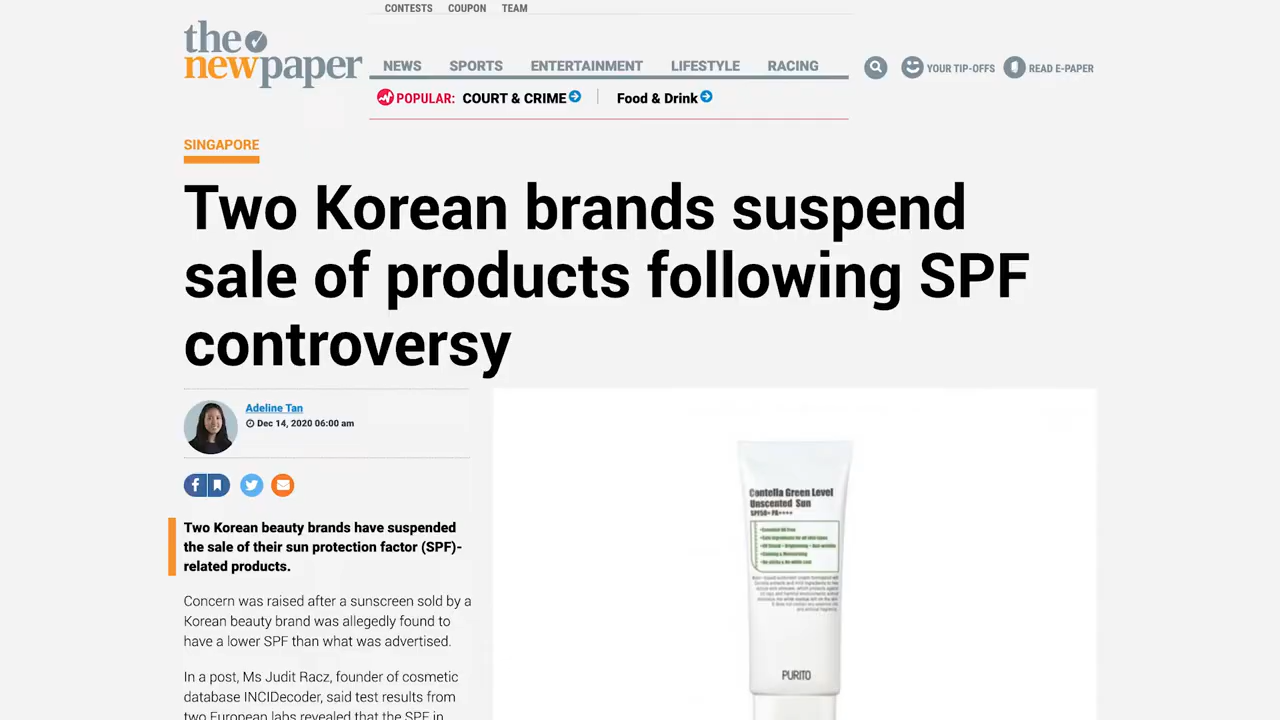 CONTESTS COUPON TEAM
the
newpaper
NEWS SPORTS ENTERTAINMENT LIFESTYLE RACING
YOUR TIP-OFFS READ E-PAPER
POPULAR: COURT & CRIME Food & Drink
SINGAPORE
Two Korean brands suspend
sale of products following SPF
controversy
Adeline Tan
Dec 14, 2020 06:00 am
Two Korean beauty brands have suspended
the sale of their sun protection factor (SPF)-
related products.
Concern was raised after a sunscreen sold by a
Korean beauty brand was allegedly found to
have a lower SPF than what was advertised.
In a post, Ms Judit Racz, founder of cosmetic
database INCIDecoder, said test results from
two European labs revealed that the SPF in
Centella Green Level
Unscented Sun
SPF50+ PA++++
PURITO